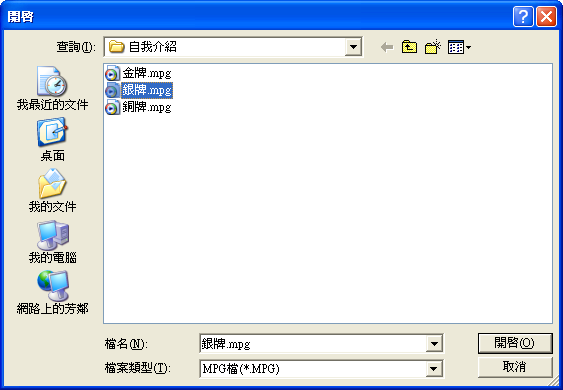 開啓
查詢(I):
自我介紹
金牌.mpg
銀牌.mpg
銅牌.mpg
我最近的文件
桌面
我的文件
我的電腦
網路上的芳鄰
檔名(N):
銀牌.mpg
開啓(O)
檔案類型(T):
MPG檔(*.MPG)
取消